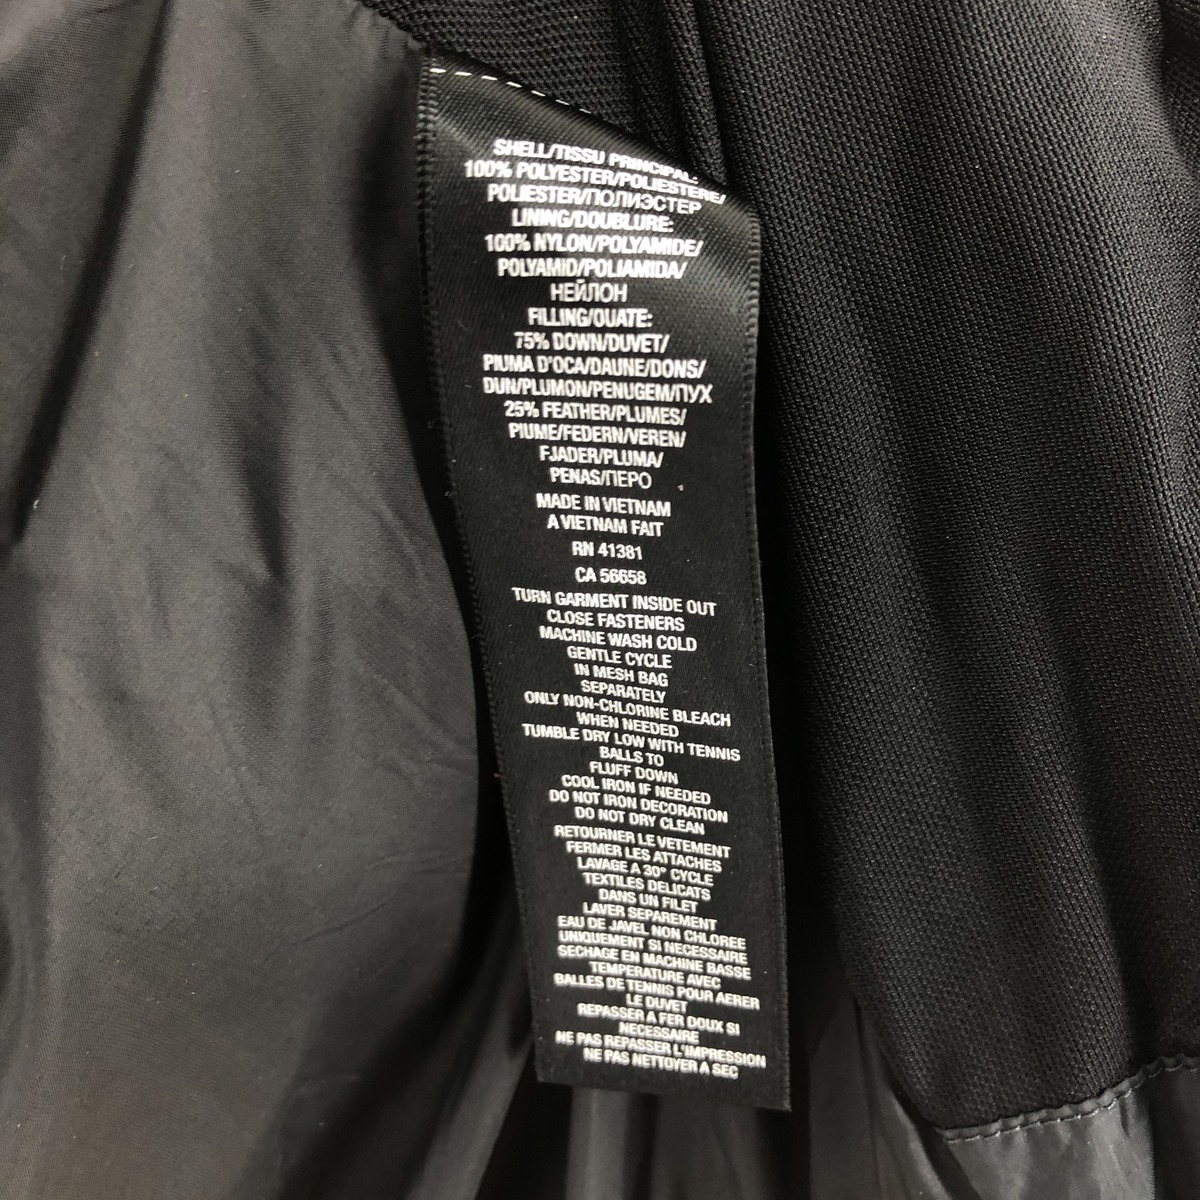 SHELL/TISSU PRINCIPAL:
100% POLYESTER/POLIESTERE/
POLIESTER/ПОЛИЭСТЕР
LINING/DOUBLURE:
100% NYLON/POLYAMIDE/
POLYAMID/POLIAMIDA/
НЕЙЛОН
FILLING/OUATE:
75% DOWN/DUVET/
PIUMA D'OCA/DAUNE/DONS/
DUN/PLUMON/PENUGEM/ПУХ
25% FEATHER/PLUMES/
PIUME/FEDERN/VEREN/
FJADER/PLUMA/
PENAS/ПЕРО
MADE IN VIETNAM
A VIETNAM FAIT
RN 41381
CA 56658
TURN GARMENT INSIDE OUT
CLOSE FASTENERS
MACHINE WASH COLD
GENTLE CYCLE
IN MESH BAG
SEPARATELY
ONLY NON-CHLORINE BLEACH
WHEN NEEDED
TUMBLE DRY LOW WITH TENNIS
BALLS TO
FLUFF DOWN
COOL IRON IF NEEDED
DO NOT IRON DECORATION
DO NOT DRY CLEAN
RETOURNER LE VETEMENT
FERMER LES ATTACHES
LAVAGE A 30° CYCLE
TEXTILES DELICATS
DANS UN FILET
LAVER SEPAREMENT
EAU DE JAVEL NON CHLOREE
UNIQUEMENT SI NECESSAIRE
SECHAGE EN MACHINE BASSE
TEMPERATURE AVEC
BALLES DE TENNIS POUR AERER
LE DUVET
REPASSER A FER DOUX SI
NECESSAIRE
NE PAS REPASSER L'IMPRESSION
NE PAS NETTOYER A SEC